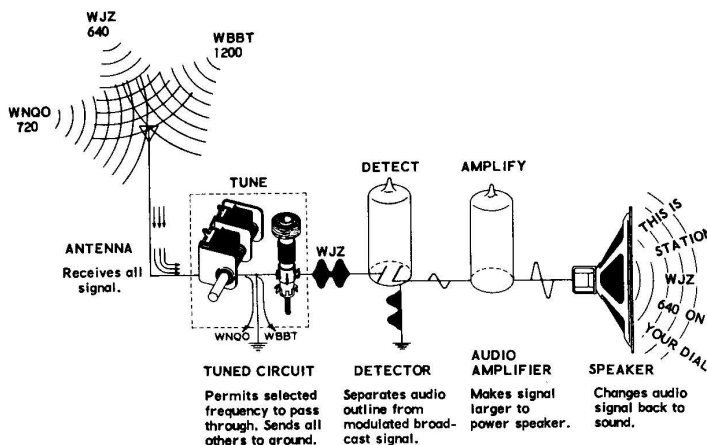 WJZ
640
WBBT
1200
WNQO
720
TUNE
DETECT
AMPLIFY
ANTENNA
Receives all
signal.
WJZ
WNQO
WBBT
THIS IS
STATION
WJZ
640 ON
YOUR DIAL
TUNED CIRCUIT
Permits selected
frequency to pass
through. Sends all
others to ground.
DETECTOR
Separates audio
outline from
modulated broad-
cast signal.
AUDIO
AMPLIFIER
Makes signal
larger to
power speaker.
SPEAKER
Changes audio
signal back to
sound.